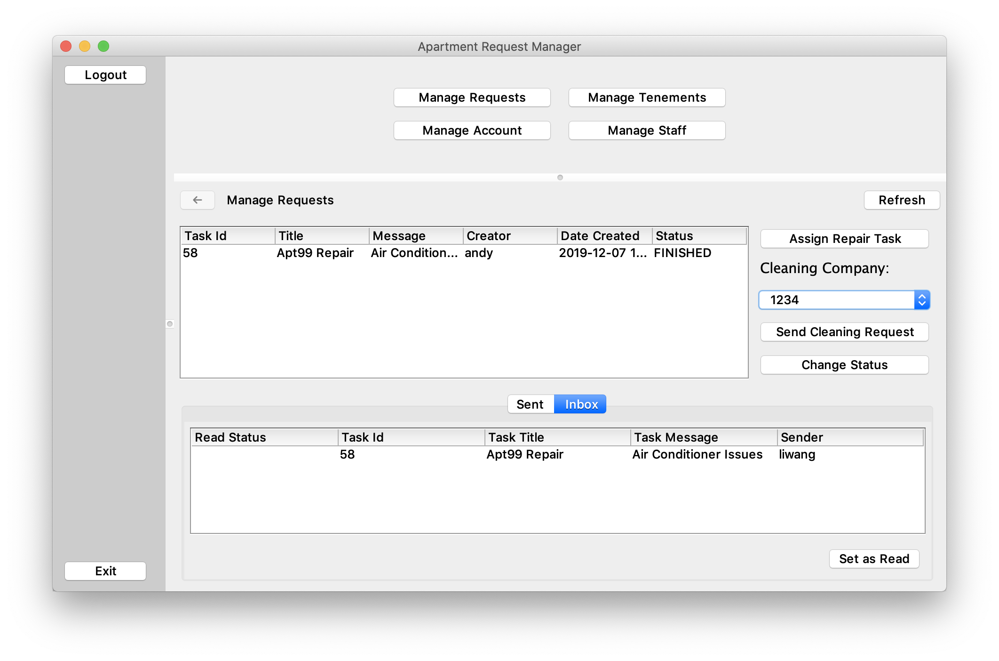 Apartment Request Manager
Logout
Manage Requests Manage Tenements
Manage Account Manage Staff
← Manage Requests Refresh
Task Id Title Message Creator Date Created Status
58 Apt99 Repair Air Condition... andy 2019-12-07 1... FINISHED
Assign Repair Task
Cleaning Company:
1234
Send Cleaning Request
Change Status
Sent Inbox
Read Status Task Id Task Title Task Message Sender
58 Apt99 Repair Air Conditioner Issues liwang
Set as Read
Exit